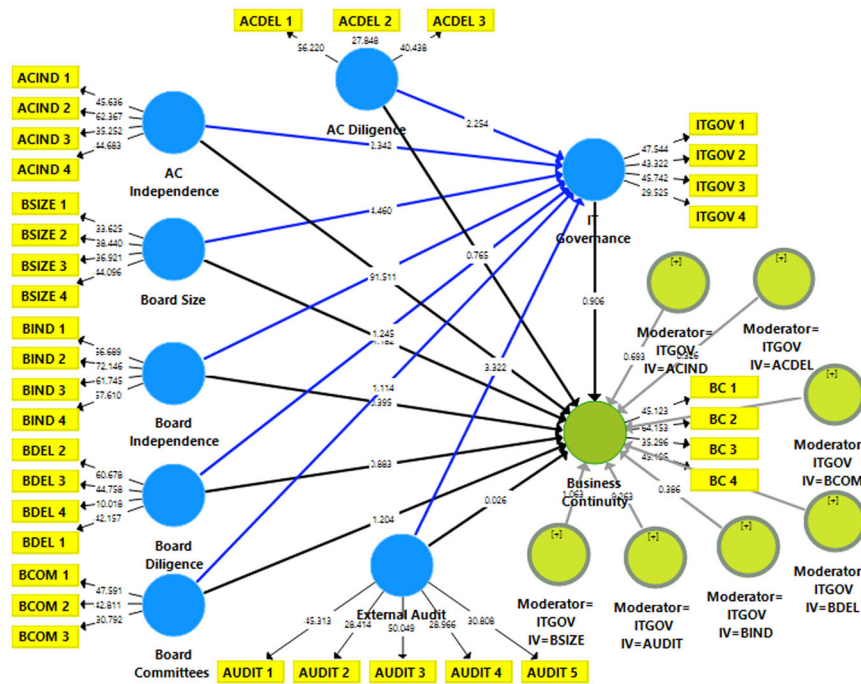 ACDEL 1
ACDEL 2
ACDEL 3
56.220
27.848
40.438
AC Diligence
ACIND 1
ACIND 2
ACIND 3
ACIND 4
45.636
62.367
35.252
44.683
AC
Independence
2.254
2.342
ITGOV 1
ITGOV 2
ITGOV 3
ITGOV 4
47.544
43.322
45.742
29.525
IT
Governance
BSIZE 1
BSIZE 2
BSIZE 3
BSIZE 4
33.625
38.440
36.921
44.096
Board Size
4.460
0.765
91.511
0.906
1.245
3.322
1.114
0.395
0.883
1.204
0.026
BIND 1
BIND 2
BIND 3
BIND 4
56.689
72.146
61.745
57.610
Board
Independence
BDEL 2
BDEL 3
BDEL 4
BDEL 1
60.678
44.758
10.018
42.157
Board
Diligence
BCOM 1
BCOM 2
BCOM 3
47.591
42.811
30.792
Board
Committees
External Audit
45.313
28.414
50.049
28.966
30.808
AUDIT 1
AUDIT 2
AUDIT 3
AUDIT 4
AUDIT 5
Business
Continuity
BC 1
BC 2
BC 3
BC 4
45.123
64.153
35.296
[+]
Moderator=
ITGOV
IV=ACIND
0.693
[+]
Moderator=
ITGOV
IV=ACDEL
[+]
Moderator=
ITGOV
IV=BCOM
[+]
Moderator=
ITGOV
IV=BDEL
[+]
Moderator=
ITGOV
IV=BIND
0.386
[+]
Moderator=
ITGOV
IV=AUDIT
[+]
Moderator=
ITGOV
IV=BSIZE
1.063